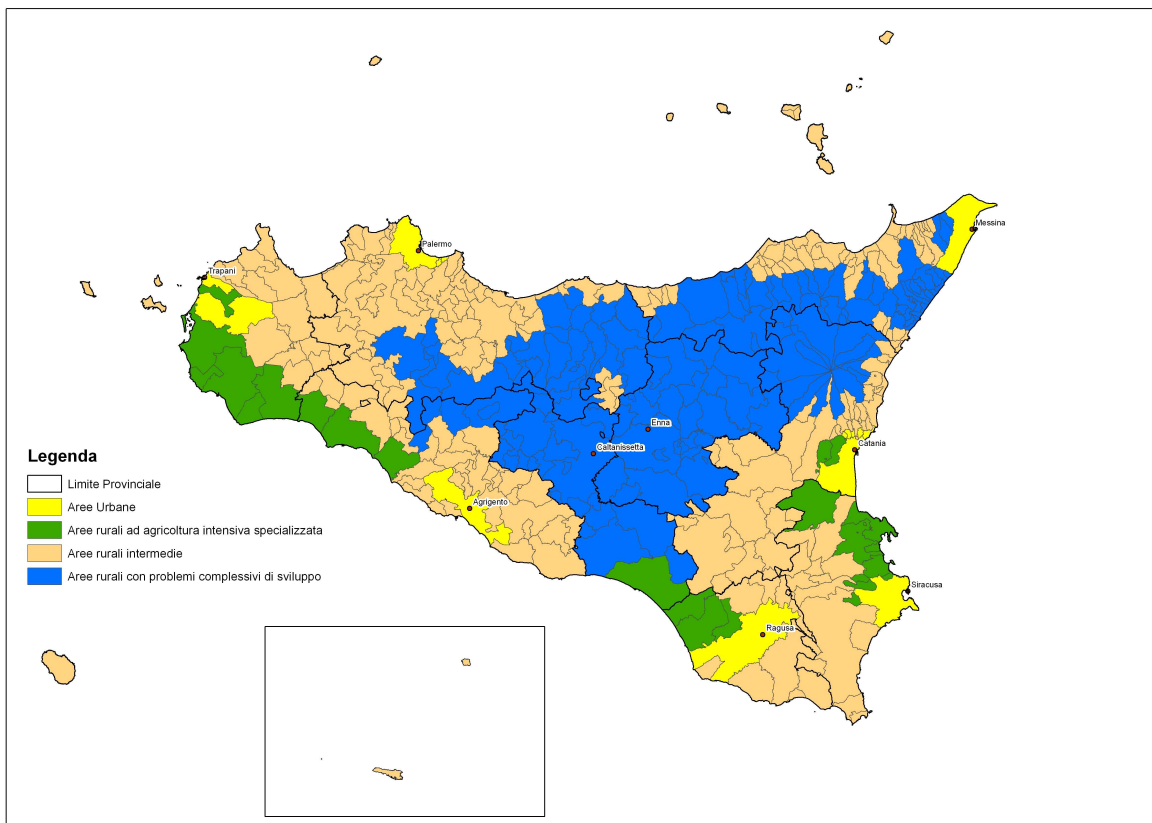 Messina
Palermo
Trapani
Enna
Catania
Caltanissetta
Agrigento
Siracusa
Ragusa
Legenda
Limite Provinciale
Aree Urbane
Aree rurali ad agricoltura intensiva specializzata
Aree rurali intermedie
Aree rurali con problemi complessivi di sviluppo